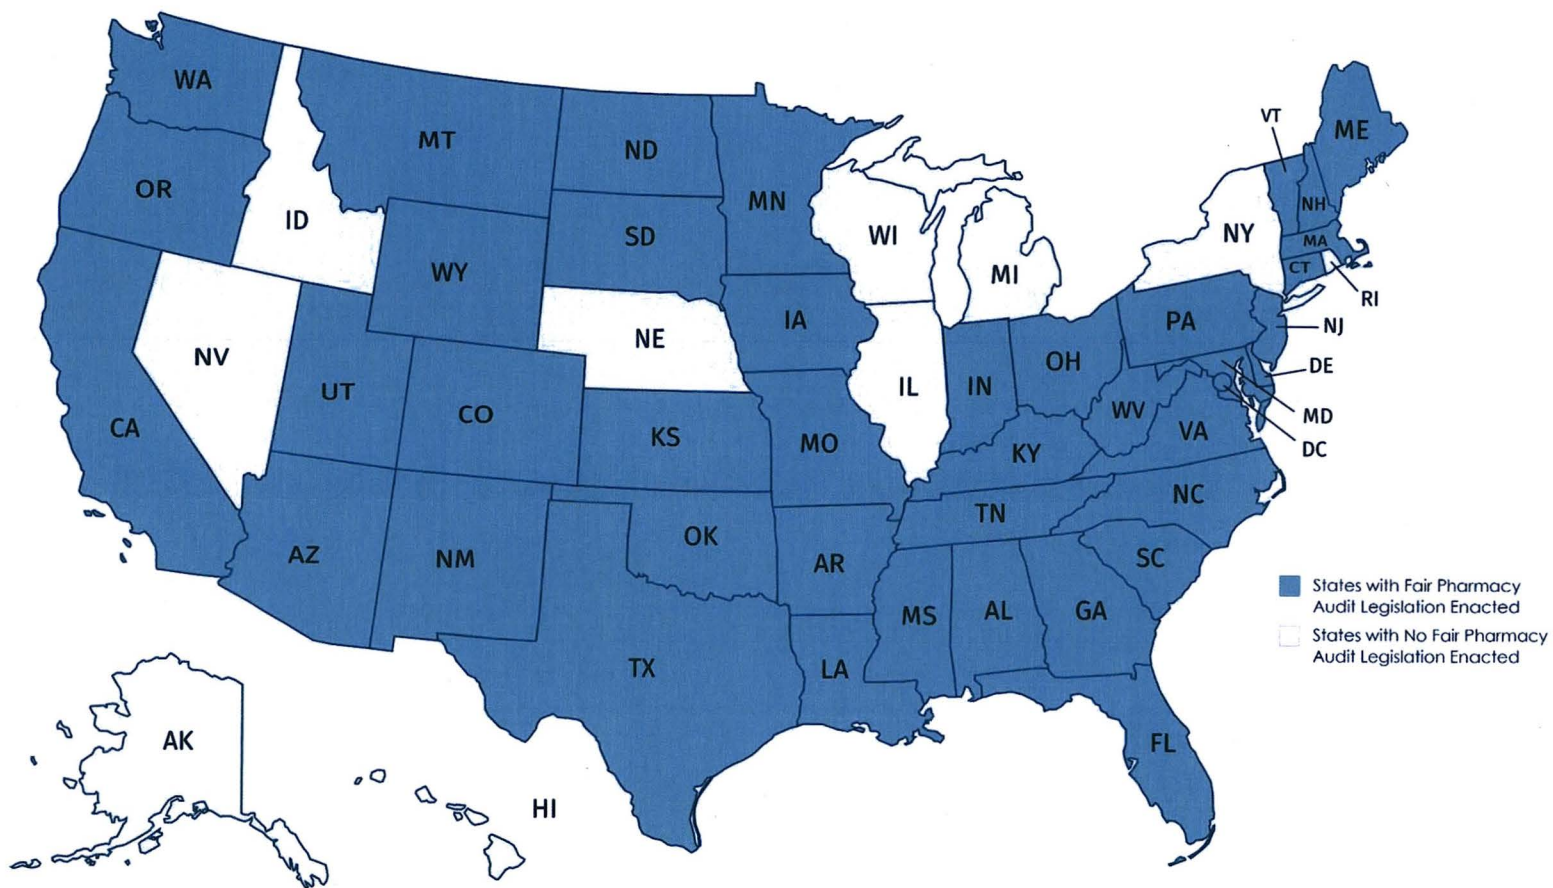 WA
MT
ND
MN
OR
ID
WY
SD
WI
MI
VT
ME
NH
NY
MA
CT
RI
NV
UT
CO
NE
IA
IL
IN
OH
PA
NJ
DE
MD
DC
CA
KS
MO
KY
WV
VA
AZ
NM
OK
AR
TN
NC
SC
TX
LA
MS
AL
GA
FL
AK
HI
States with Fair Pharmacy
Audit Legislation Enacted
States with No Fair Pharmacy
Audit Legislation Enacted